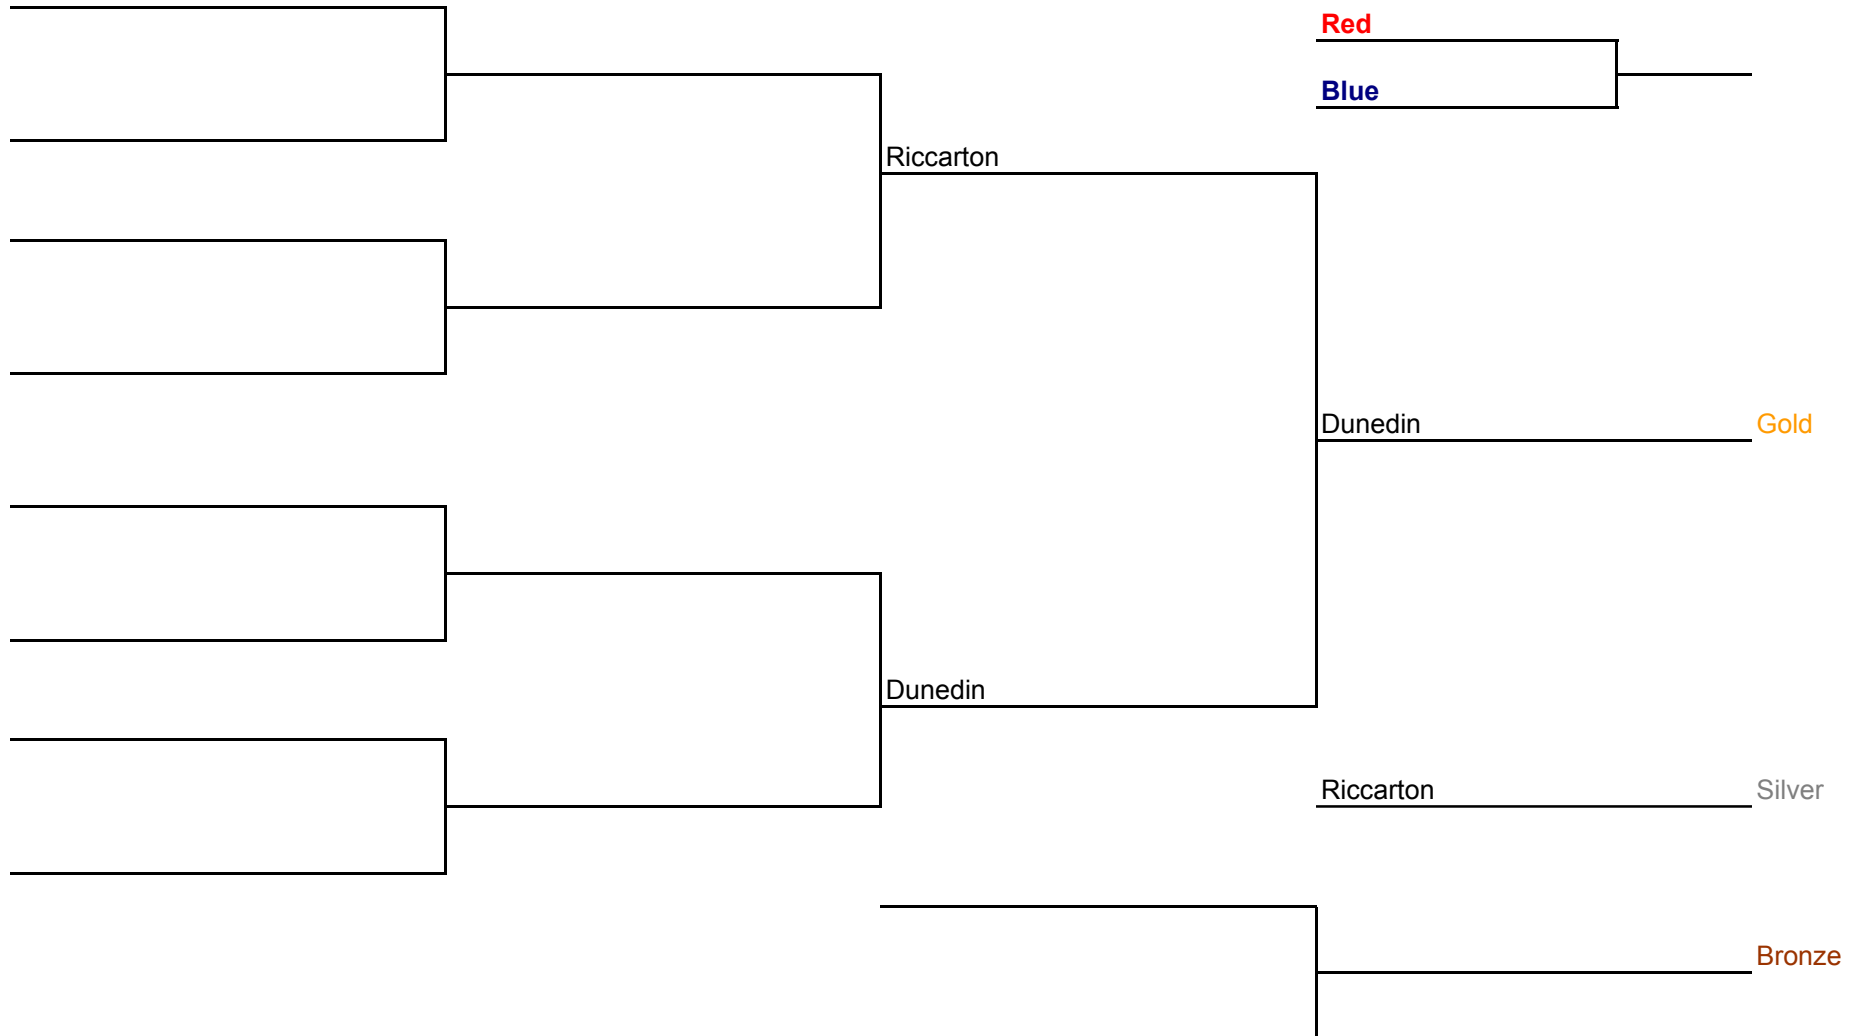 Red
Blue
Riccarton
Dunedin
Gold
Dunedin
Riccarton
Silver
Bronze